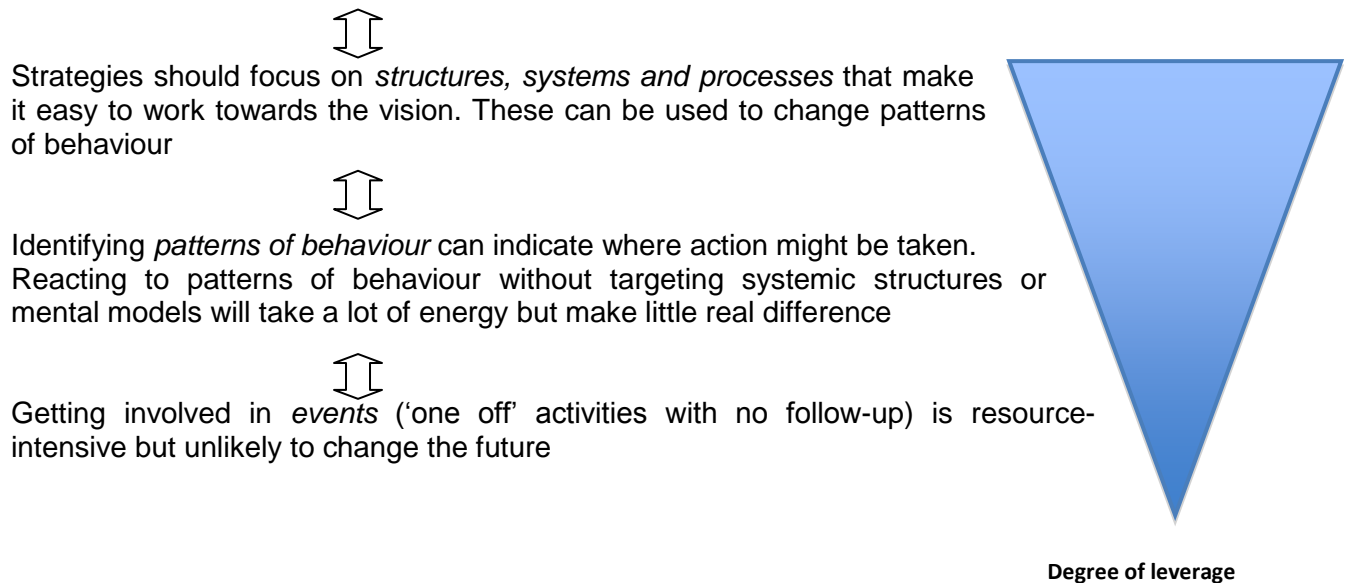 Strategies should focus on structures, systems and processes that make
it easy to work towards the vision. These can be used to change patterns
of behaviour
Identifying patterns of behaviour can indicate where action might be taken.
Reacting to patterns of behaviour without targeting systemic structures or
mental models will take a lot of energy but make little real difference
Getting involved in events (‘one off’ activities with no follow-up) is resource-
intensive but unlikely to change the future
Degree of leverage